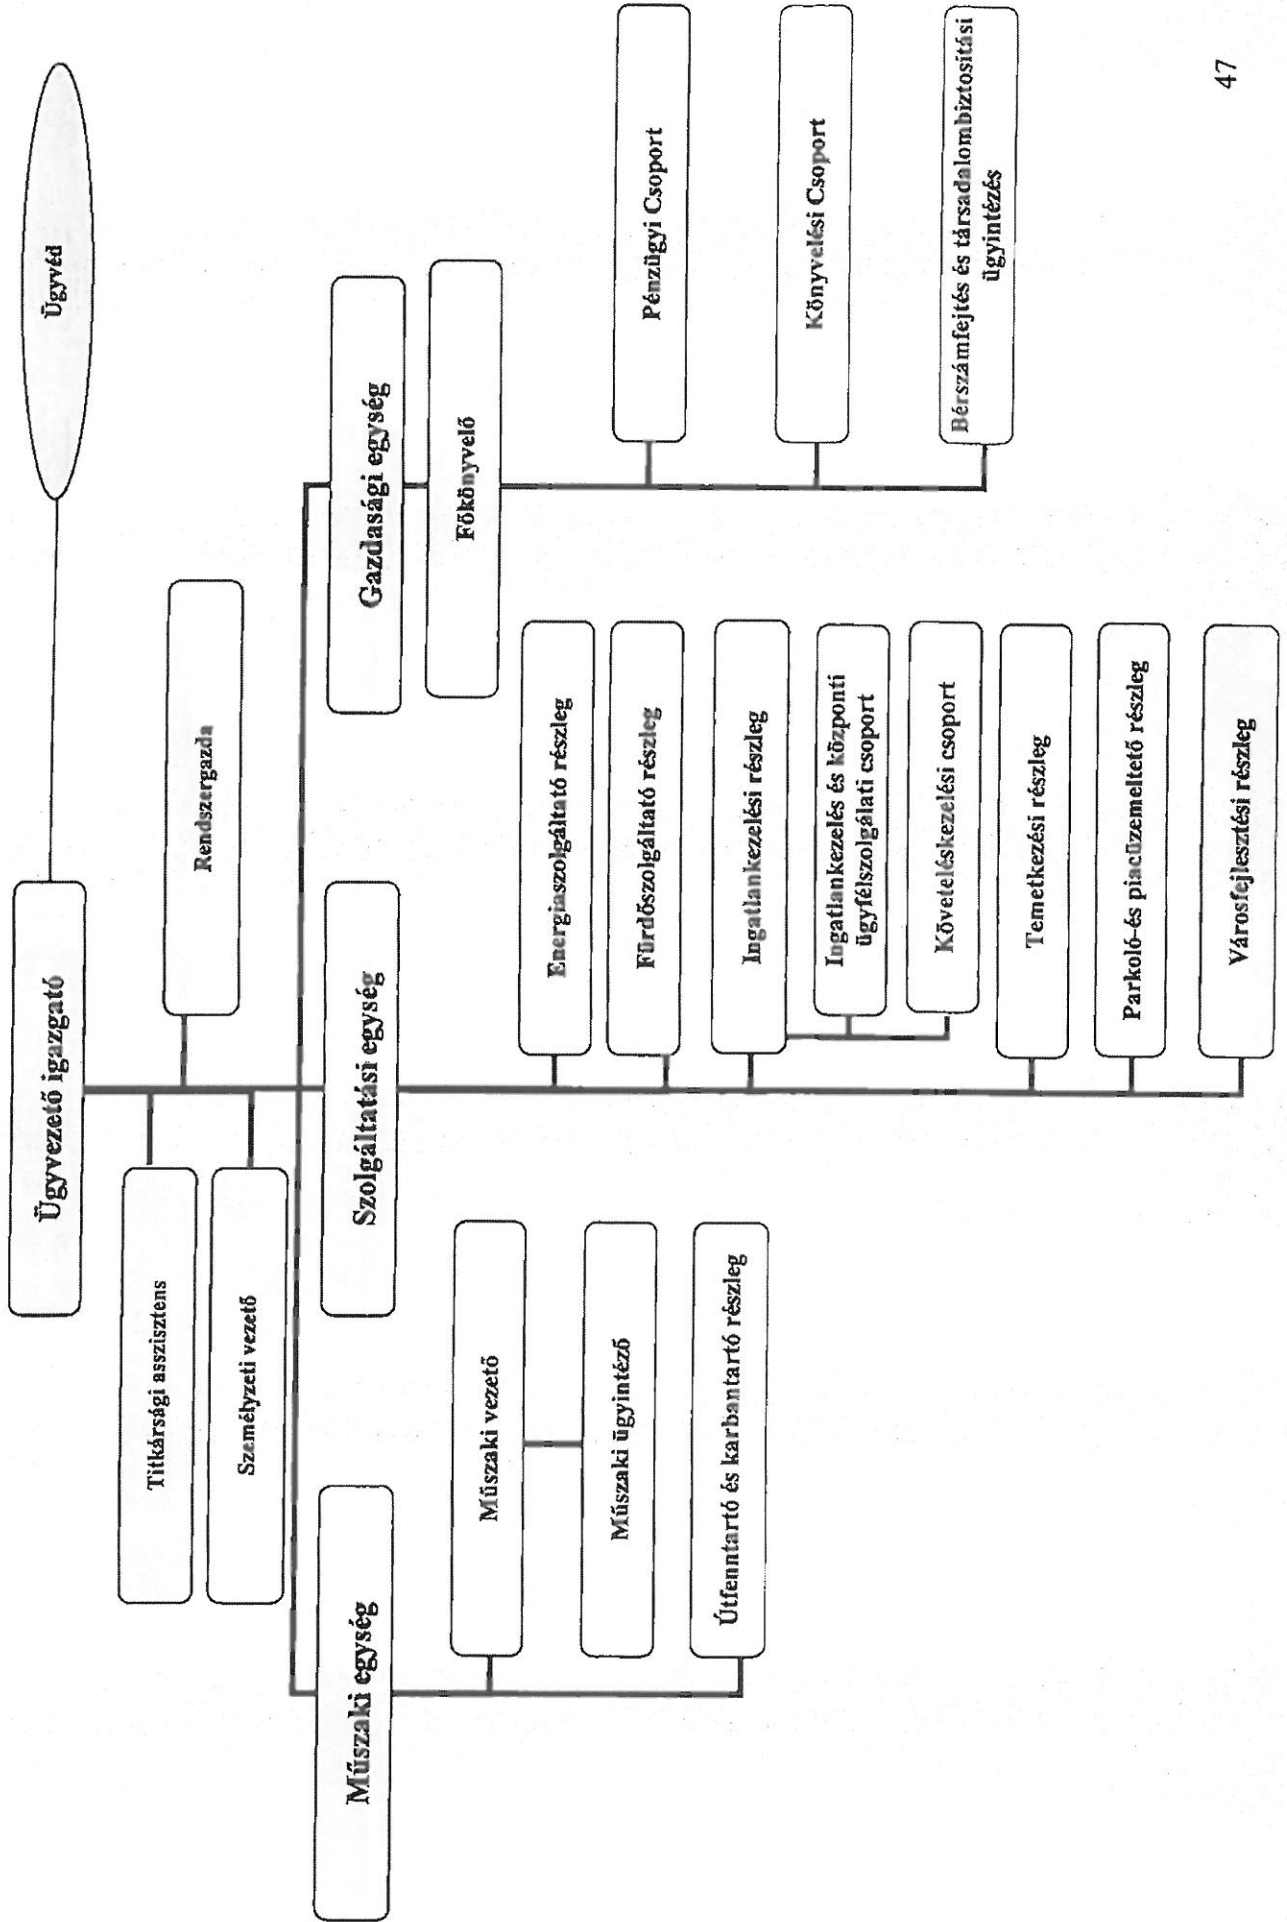 Ügyvezető igazgató
Ügyvéd
Titkársági asszisztens
Rendszergazda
Személyzeti vezető
Műszaki egység
Szolgáltatási egység
Gazdasági egység
Műszaki vezető
Műszaki ügyintéző
Útfenntartó és karbantartó részleg
Energiaszolgáltató részleg
Fürdőszolgáltató részleg
Ingatlankezelési részleg
Ingatlankezelés és központi
ügyfélszolgálati csoport
Követeléskezelési csoport
Temetkezési részleg
Parkoló-és piacüzemeltető részleg
Városfejlesztési részleg
Főkönyvelő
Pénzügyi Csoport
Könyvelési Csoport
Bérszámfejtés és társadalombiztosítási
ügyintézés
47